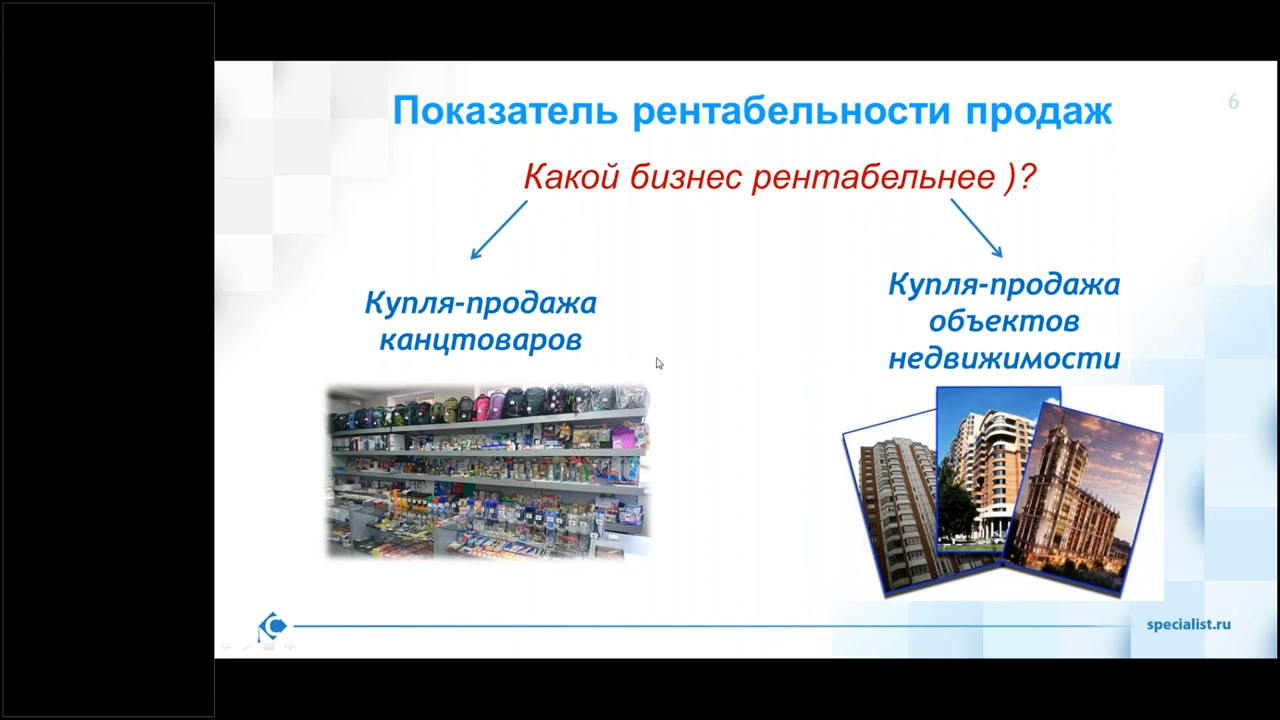 Показатель рентабельности продаж
6
Какой бизнес рентабельнее )?
Купля-продажа
канцтоваров
Купля-продажа
объектов
недвижимости
specialist.ru